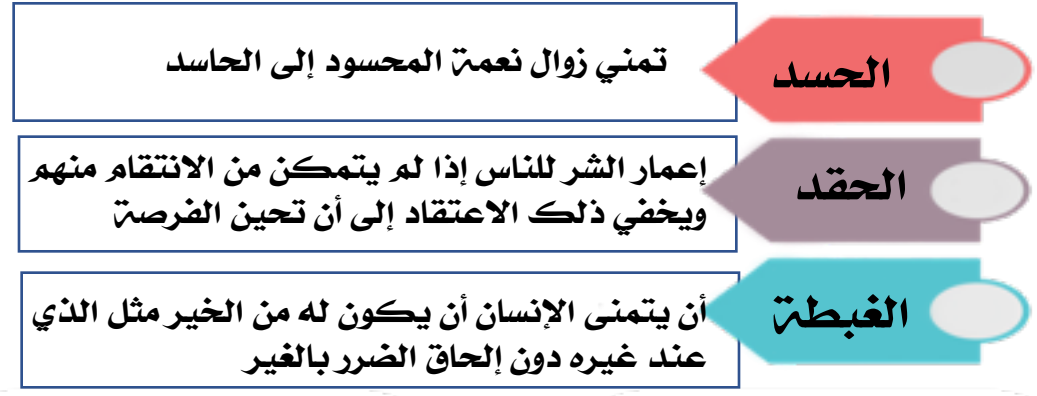 الحسد
تمني زوال نعمة المحسود إلى الحاسد
الحقد
إعمار الشر للناس إذا لم يتمكن من الانتقام منهم
ويخفي ذلك الاعتقاد إلى أن تحين الفرصة
الغبطة
أن يتمنى الإنسان أن يكون له من الخير مثل الذي
عند غيره دون إلحاق الضرر بالغير